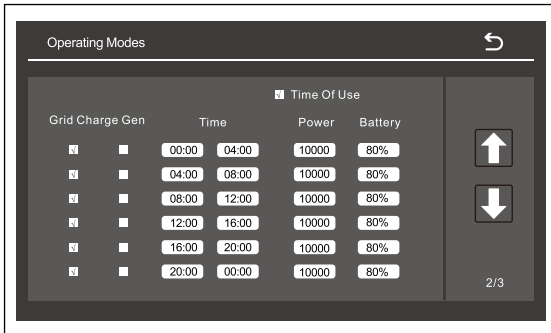 Operating Modes
√ Time Of Use
Grid Charge Gen Time Power Battery
√ 00:00 04:00 10000 80%
√ 04:00 08:00 10000 80%
√ 08:00 12:00 10000 80%
√ 12:00 16:00 10000 80%
√ 16:00 20:00 10000 80%
√ 20:00 00:00 10000 80%
2/3